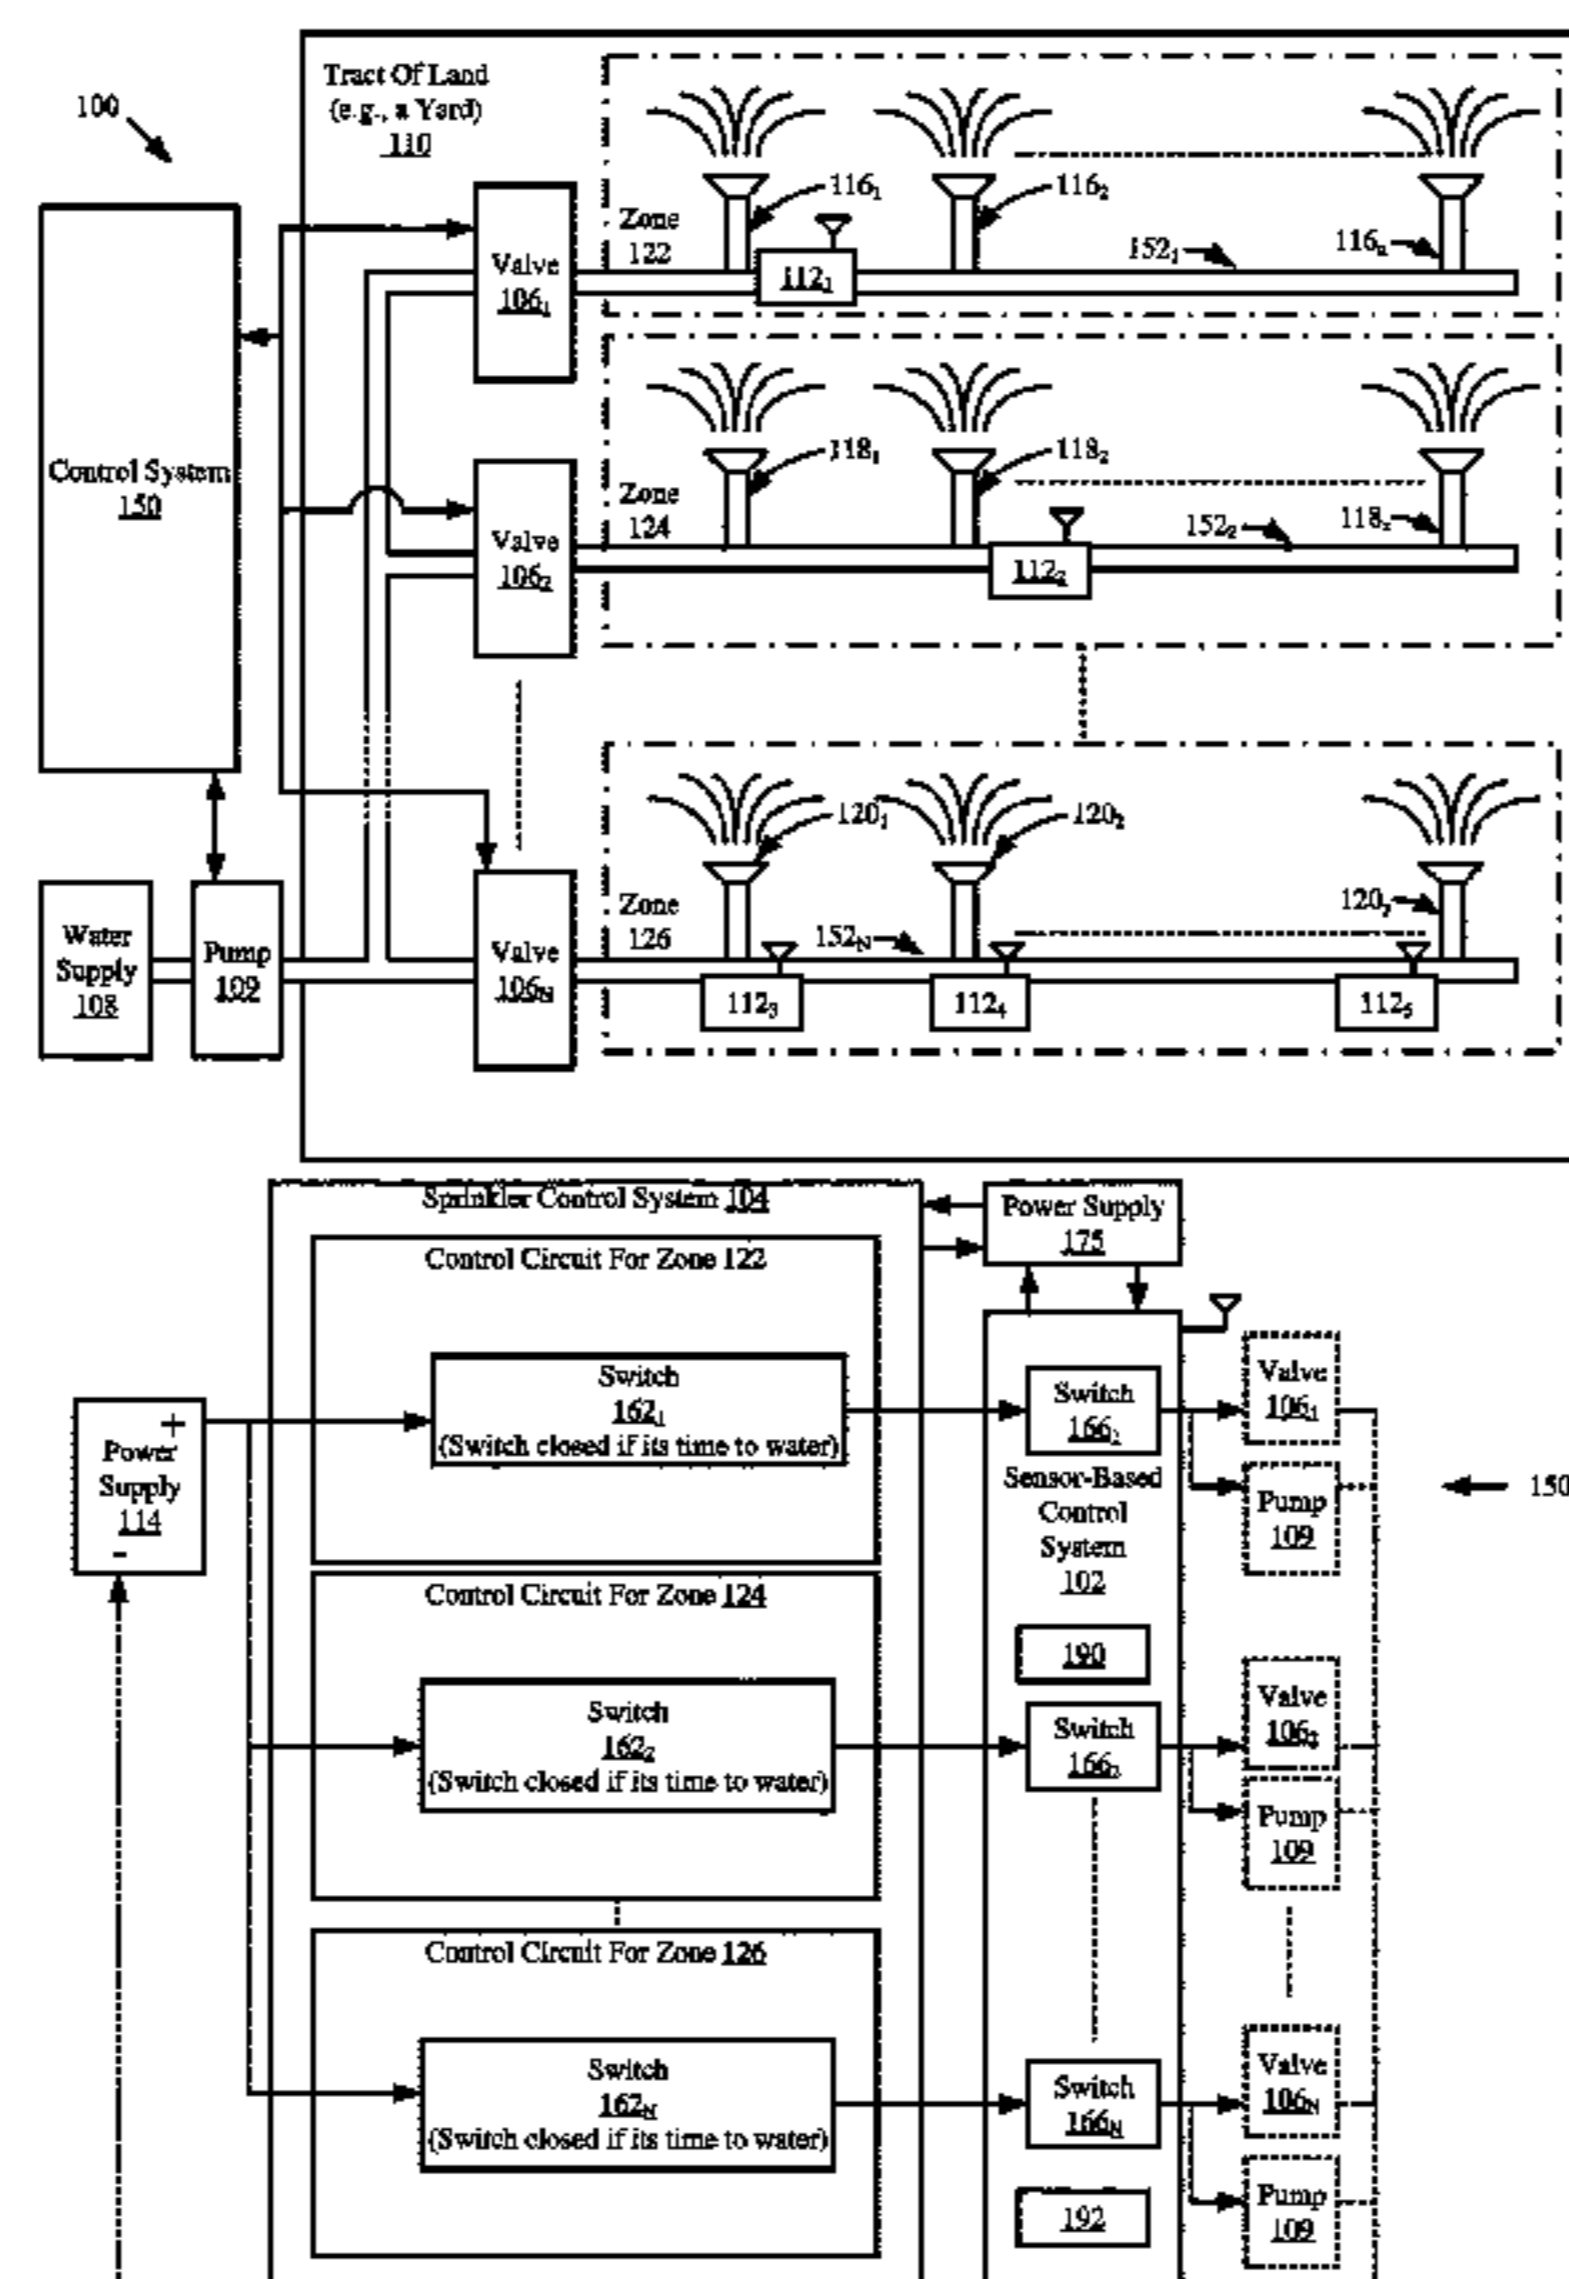 100
Tract Of Land
(e.g., a Yard)
110
Control System
150
Water
Supply
108
Pump
109
Valve
106₁
Zone
122
116₁
116₂
116ₙ
112₁
152₁
Valve
106₂
Zone
124
118₁
118₂
118ₓ
112₂
152₂
Valve
106N
Zone
126
120₁
120₂
120ᵧ
152N
112₃
112₄
112₅
Sprinkler Control System 104
Control Circuit For Zone 122
Switch
162₁
(Switch closed if its time to water)
Control Circuit For Zone 124
Switch
162₂
(Switch closed if its time to water)
Control Circuit For Zone 126
Switch
162N
(Switch closed if its time to water)
+
Power
Supply
114
-
Power Supply
175
Switch
166₁
Sensor-Based
Control
System
102
190
Switch
166₂
Switch
166N
192
Valve
106₁
Pump
109
150
Valve
106₂
Pump
109
Valve
106N
Pump
109